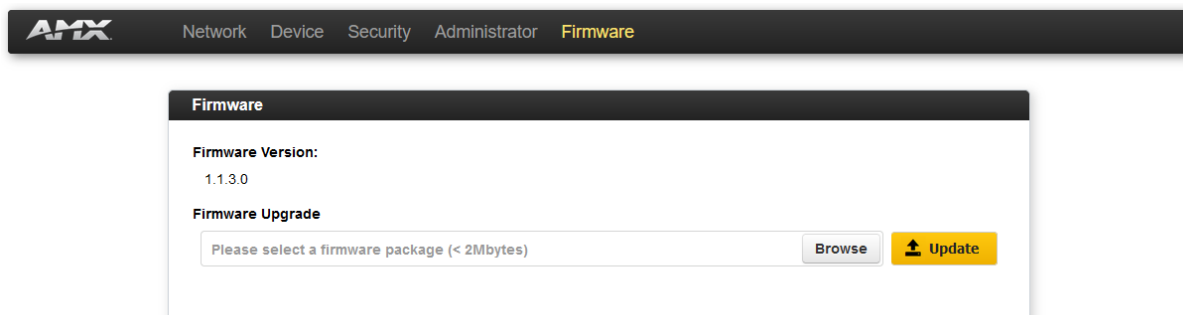 AMX Network Device Security Administrator Firmware
Firmware
Firmware Version:
1.1.3.0
Firmware Upgrade
Please select a firmware package (< 2Mbytes) Browse Update